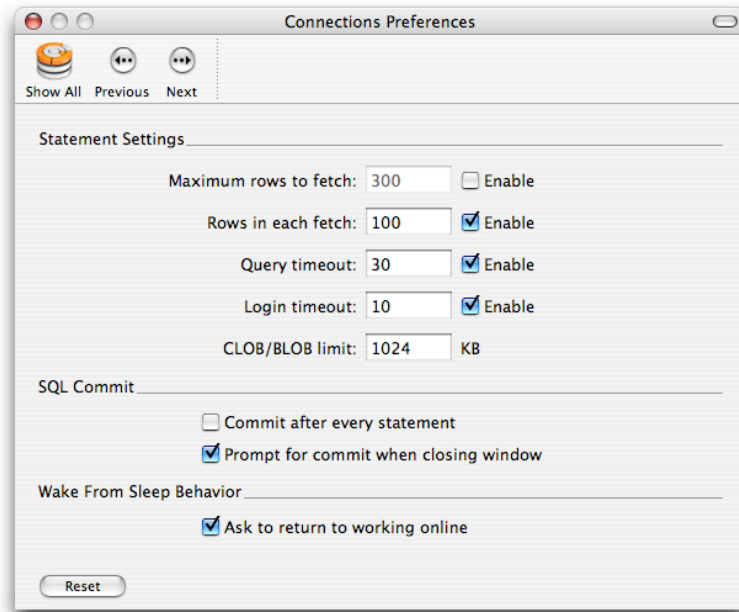 Connections Preferences
Show All Previous Next
Statement Settings
Maximum rows to fetch: 300 Enable
Rows in each fetch: 100 Enable
Query timeout: 30 Enable
Login timeout: 10 Enable
CLOB/BLOB limit: 1024 KB
SQL Commit
Commit after every statement
Prompt for commit when closing window
Wake From Sleep Behavior
Ask to return to working online
Reset